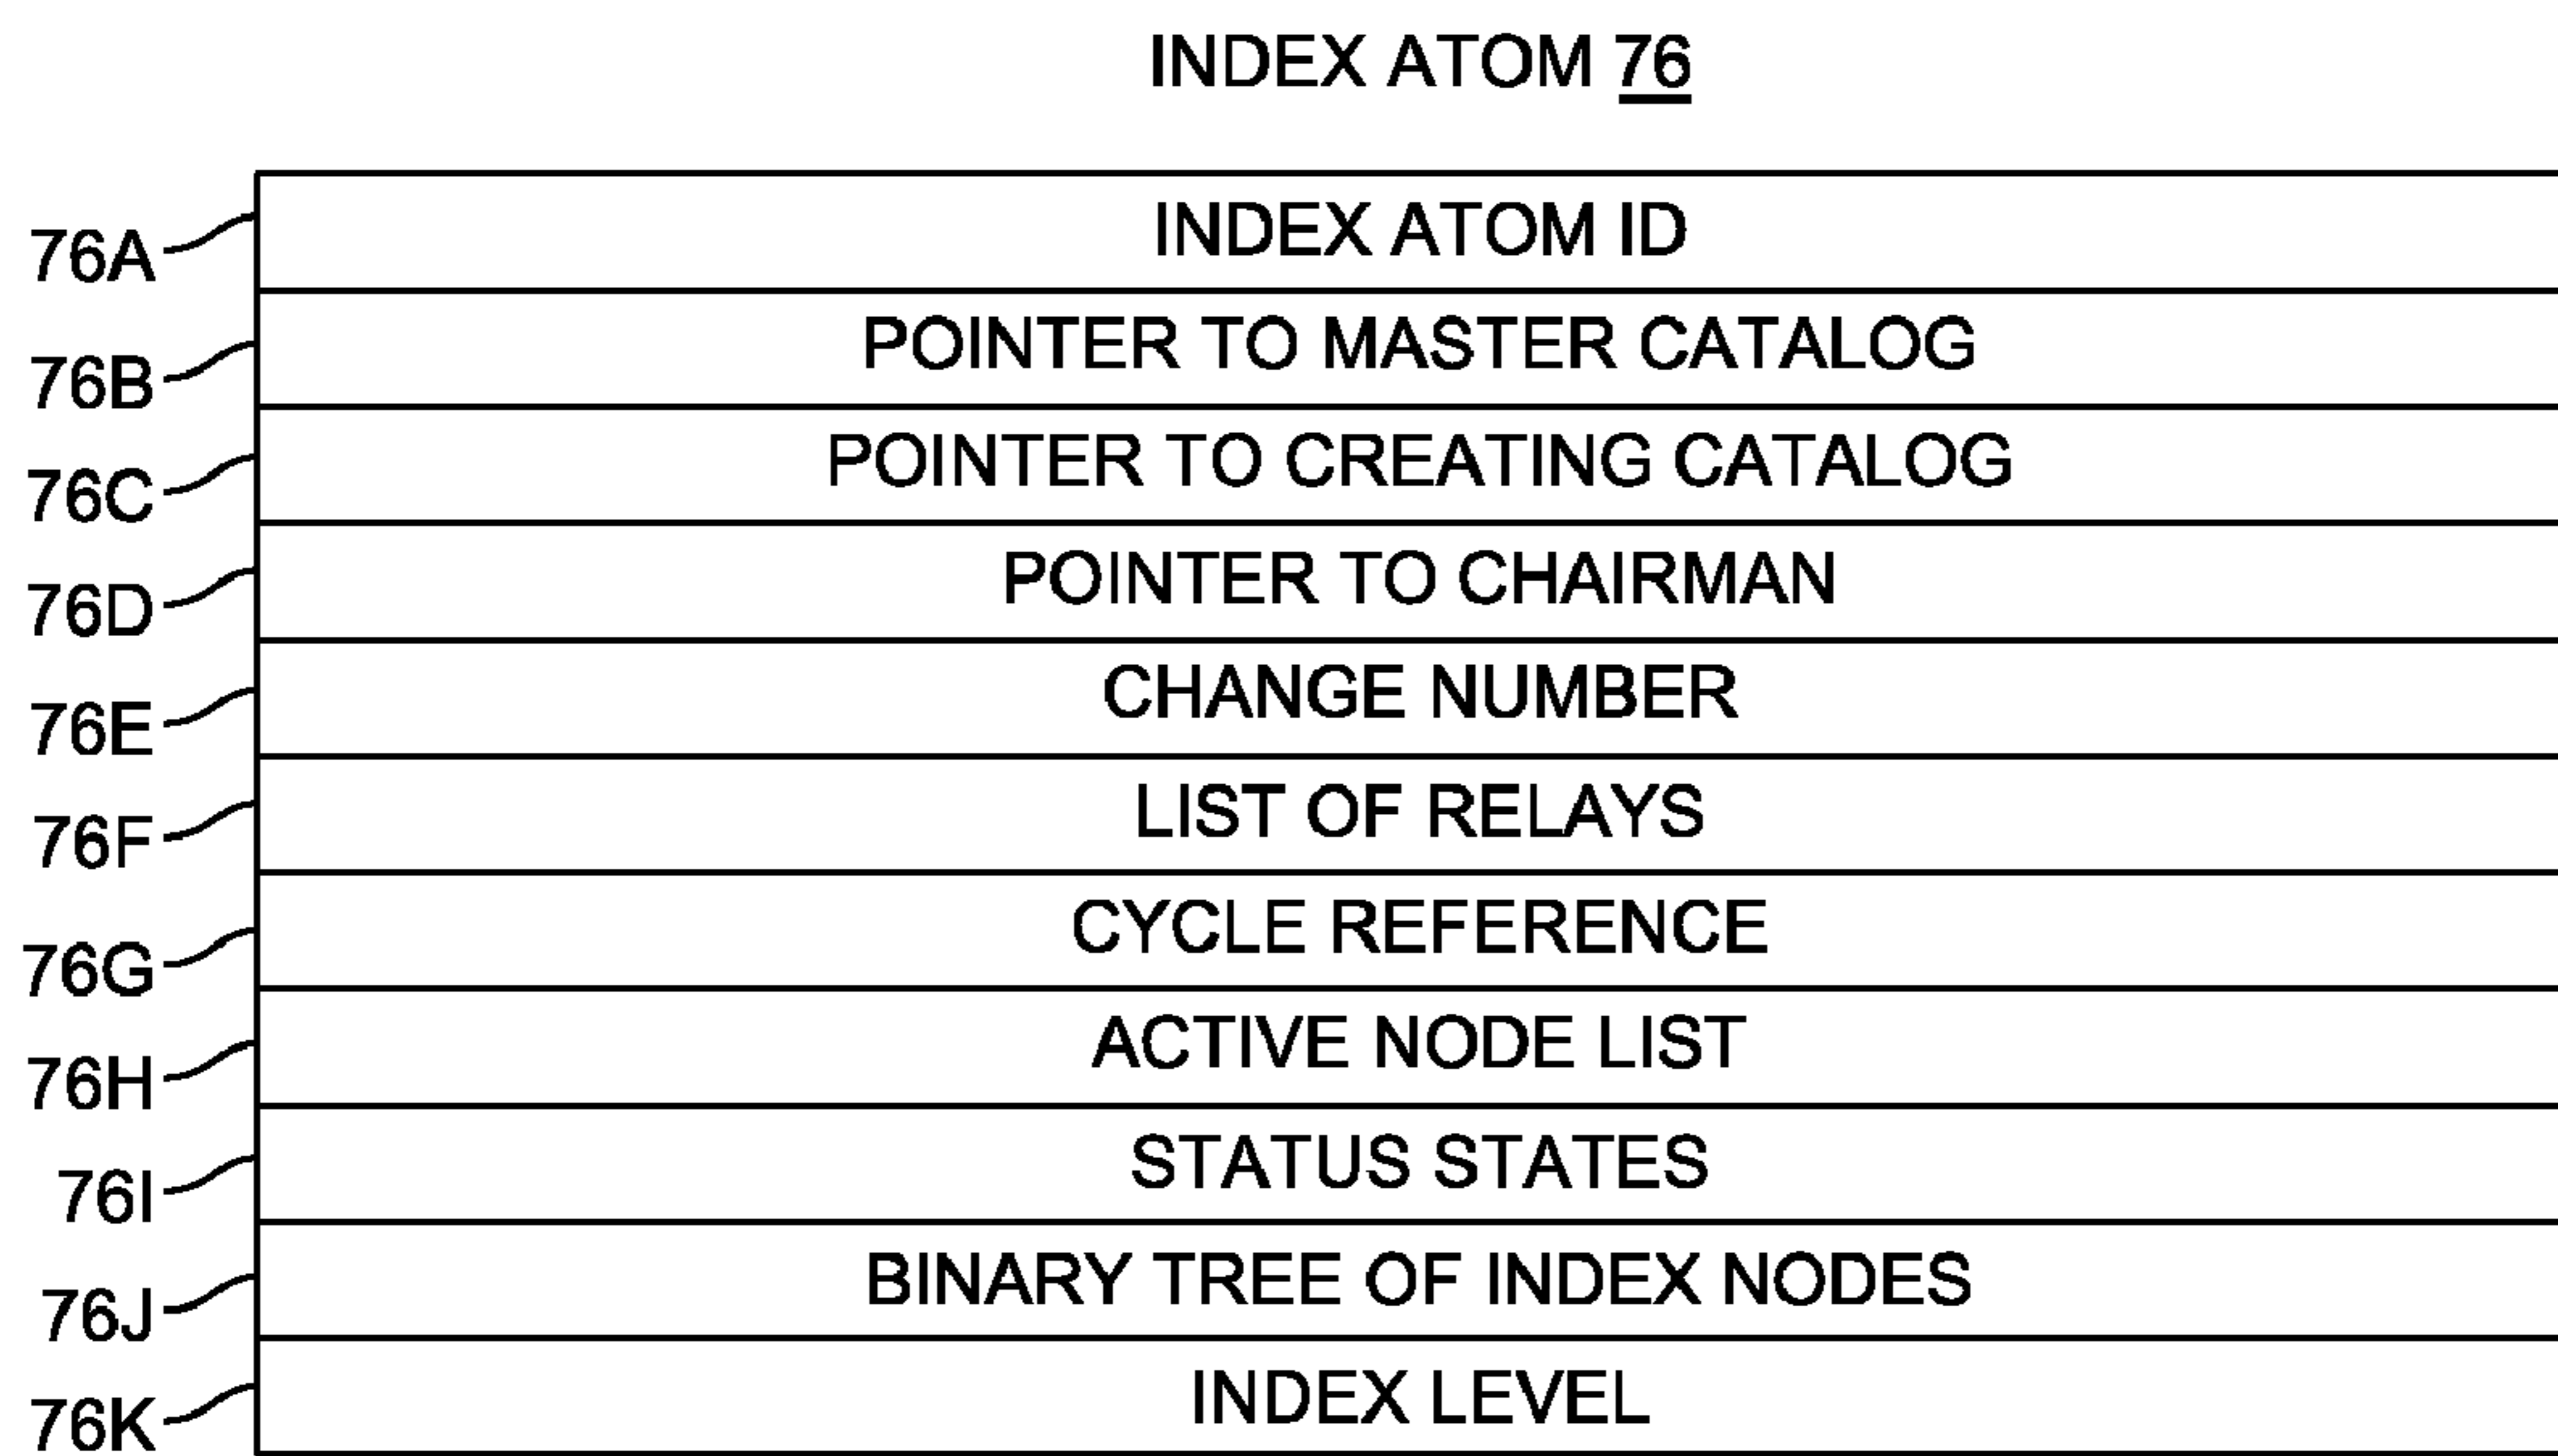 INDEX ATOM 76
76A INDEX ATOM ID
76B POINTER TO MASTER CATALOG
76C POINTER TO CREATING CATALOG
76D POINTER TO CHAIRMAN
76E CHANGE NUMBER
76F LIST OF RELAYS
76G CYCLE REFERENCE
76H ACTIVE NODE LIST
76I STATUS STATES
76J BINARY TREE OF INDEX NODES
76K INDEX LEVEL